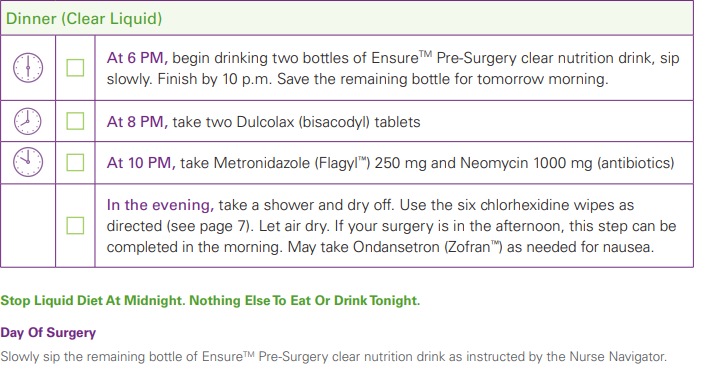 Dinner (Clear Liquid)
At 6 PM, begin drinking two bottles of Ensure™ Pre-Surgery clear nutrition drink, sip
slowly. Finish by 10 p.m. Save the remaining bottle for tomorrow morning.
At 8 PM, take two Dulcolax (bisacodyl) tablets
At 10 PM, take Metronidazole (Flagyl™) 250 mg and Neomycin 1000 mg (antibiotics)
In the evening, take a shower and dry off. Use the six chlorhexidine wipes as
directed (see page 7). Let air dry. If your surgery is in the afternoon, this step can be
completed in the morning. May take Ondansetron (Zofran™) as needed for nausea.
Stop Liquid Diet At Midnight. Nothing Else To Eat Or Drink Tonight.
Day Of Surgery
Slowly sip the remaining bottle of Ensure™ Pre-Surgery clear nutrition drink as instructed by the Nurse Navigator.